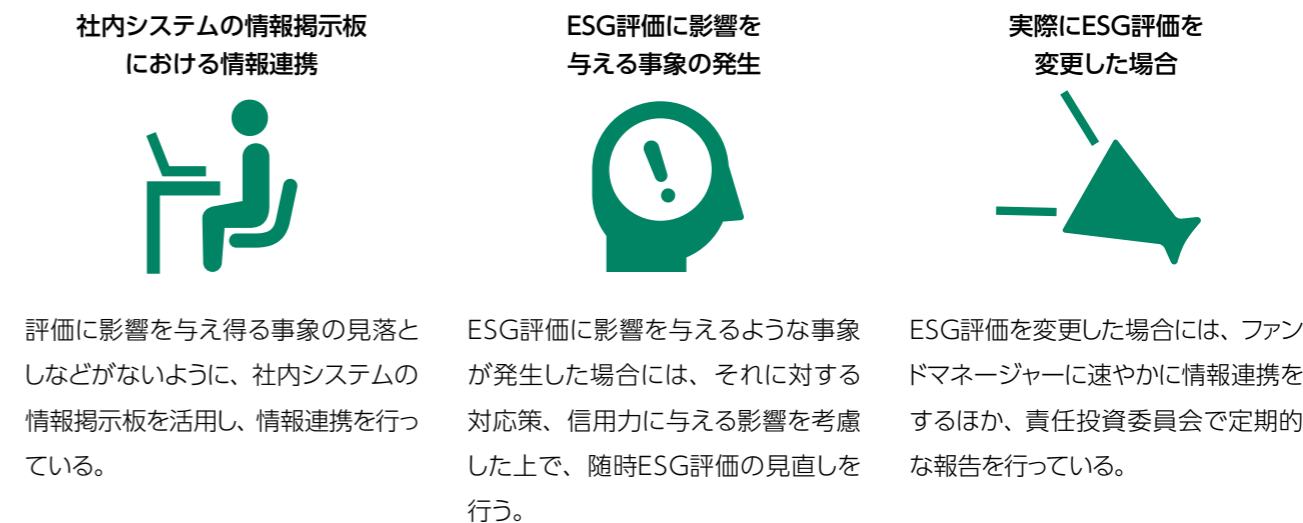 社内システムの情報掲示板
における情報連携
評価に影響を与え得る事象の見落と
しなどがないように、社内システムの
情報掲示板を活用し、情報連携を行っ
ている。
ESG評価に影響を
与える事象の発生
ESG評価に影響を与えるような事象
が発生した場合には、それに対する
対応策、信用力に与える影響を考慮
した上で、随時ESG評価の見直しを
行う。
実際にESG評価を
変更した場合
ESG評価を変更した場合には、ファン
ドマネージャーに速やかに情報連携を
するほか、責任投資委員会で定期的
な報告を行っている。